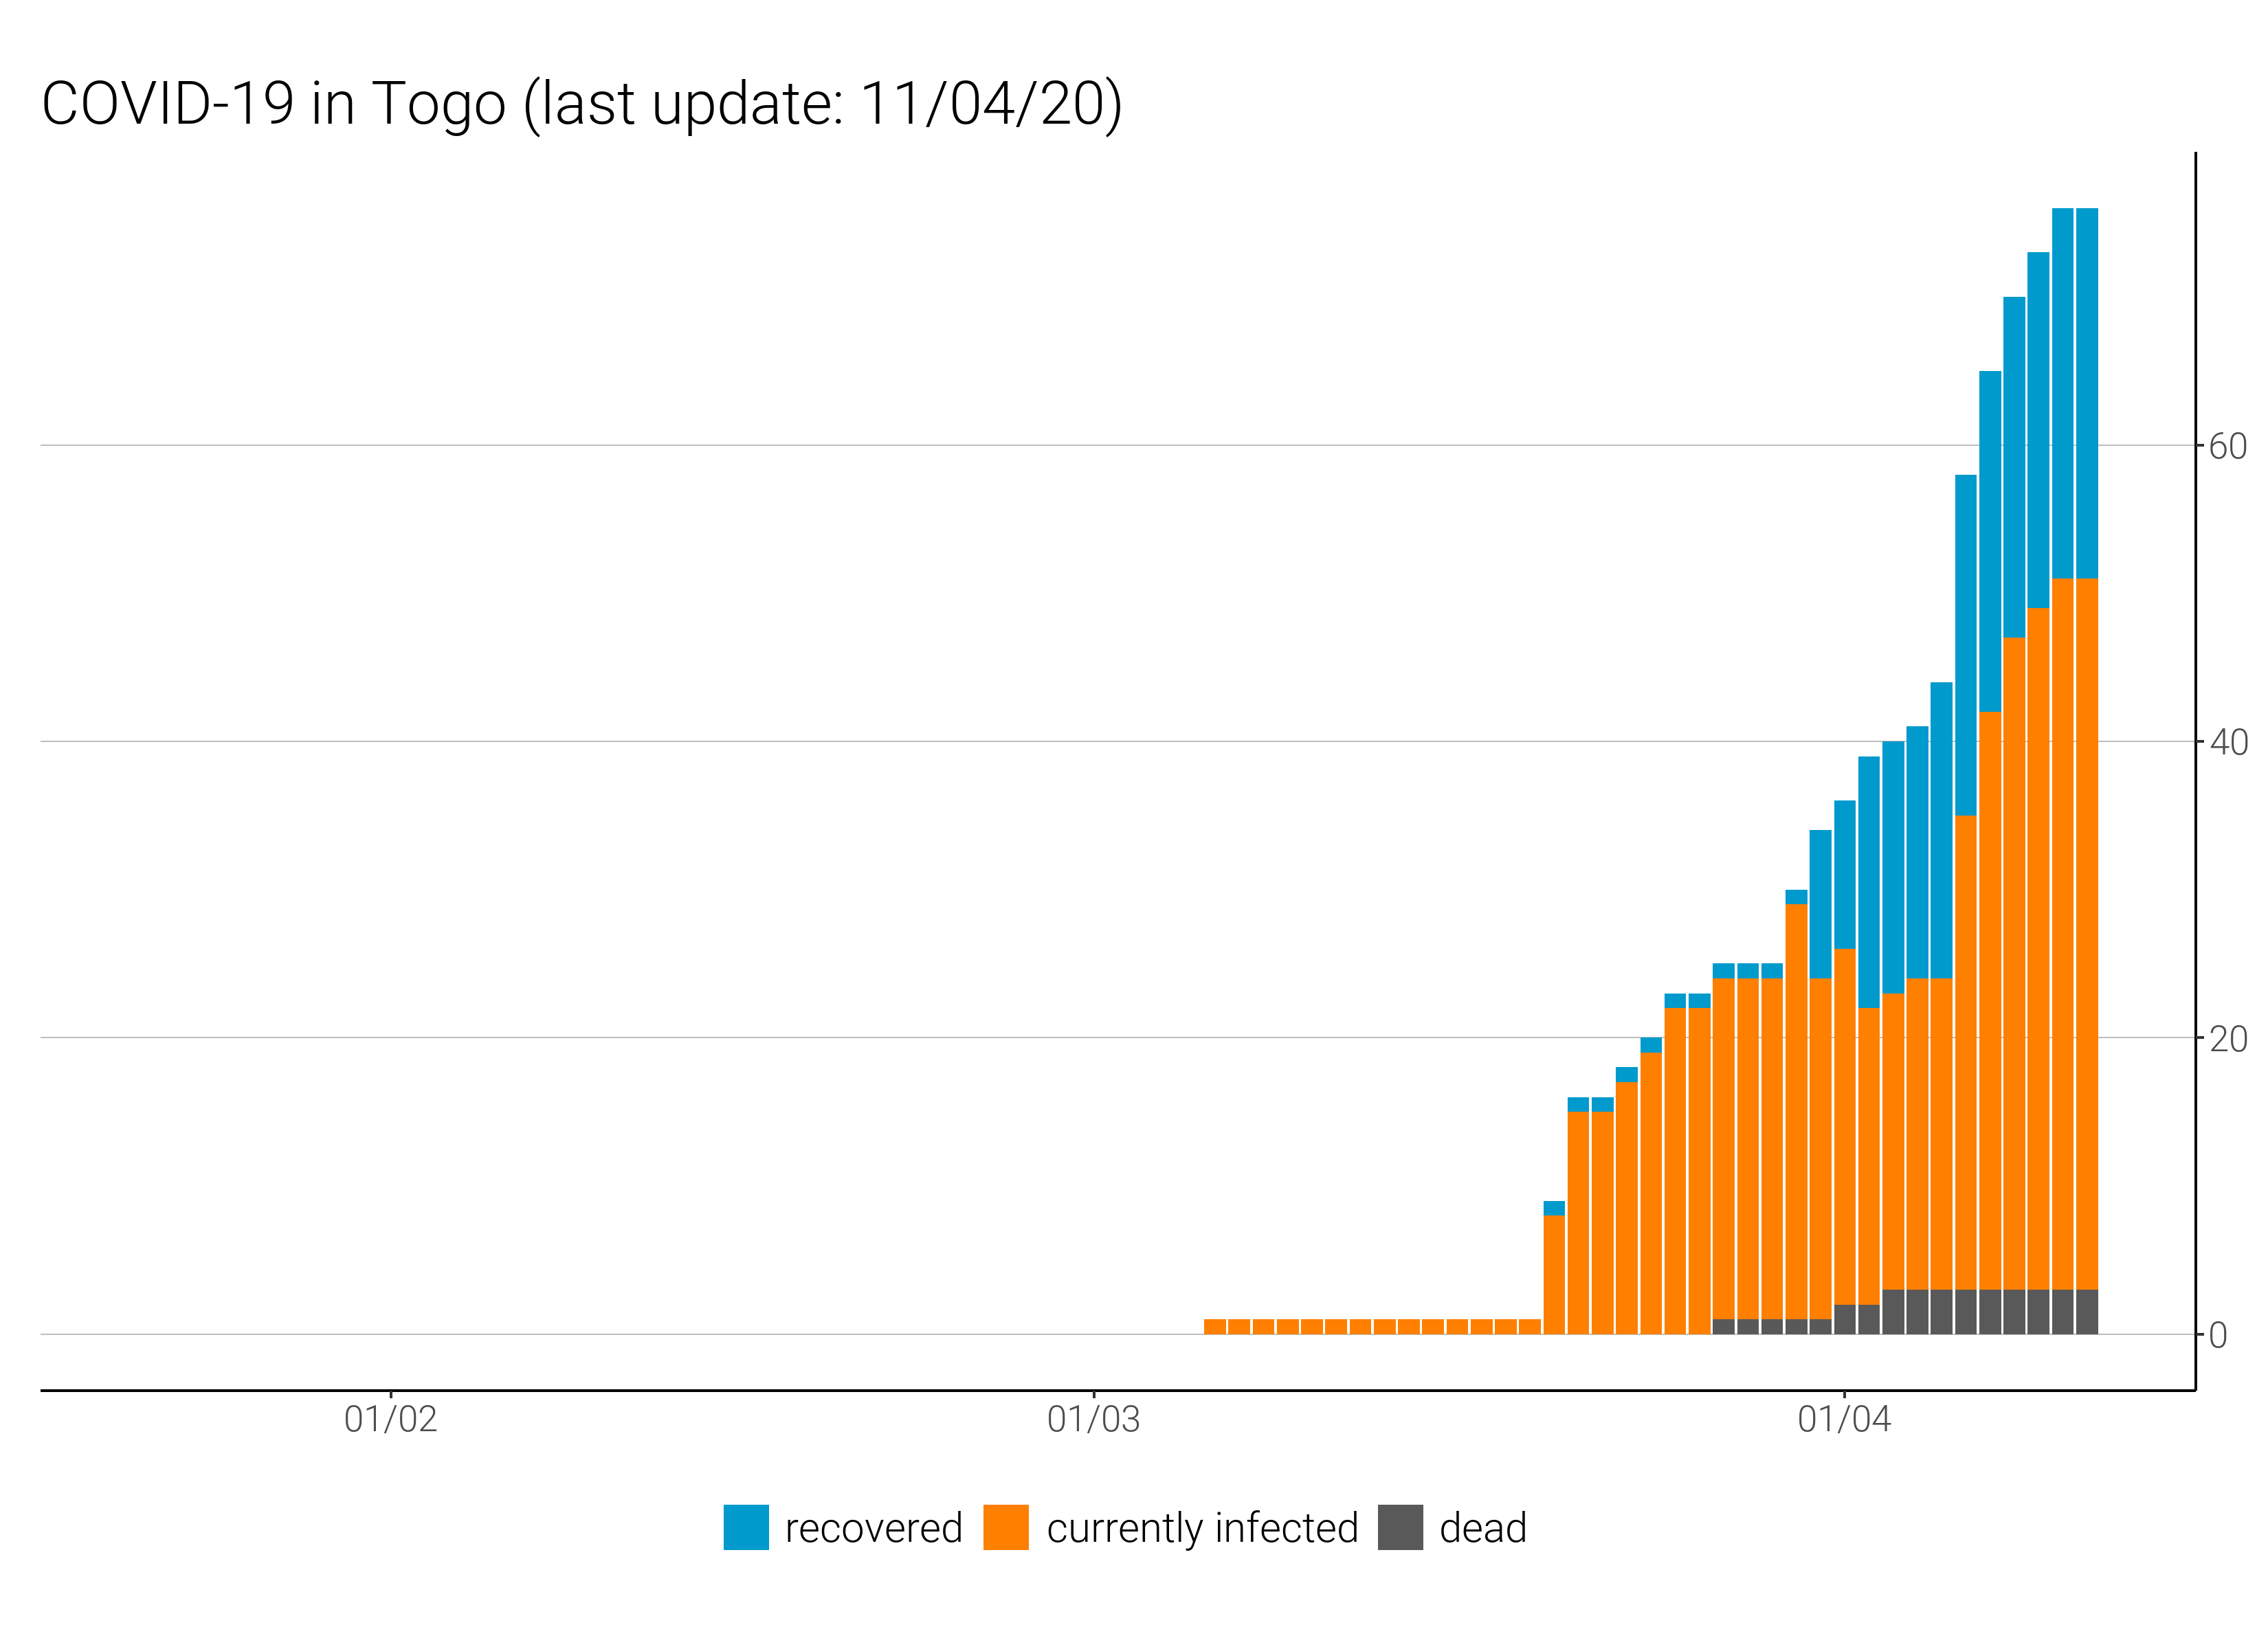 COVID-19 in Togo (last update: 11/04/20)
60
40
20
0
01/02 01/03 01/04
recovered currently infected dead